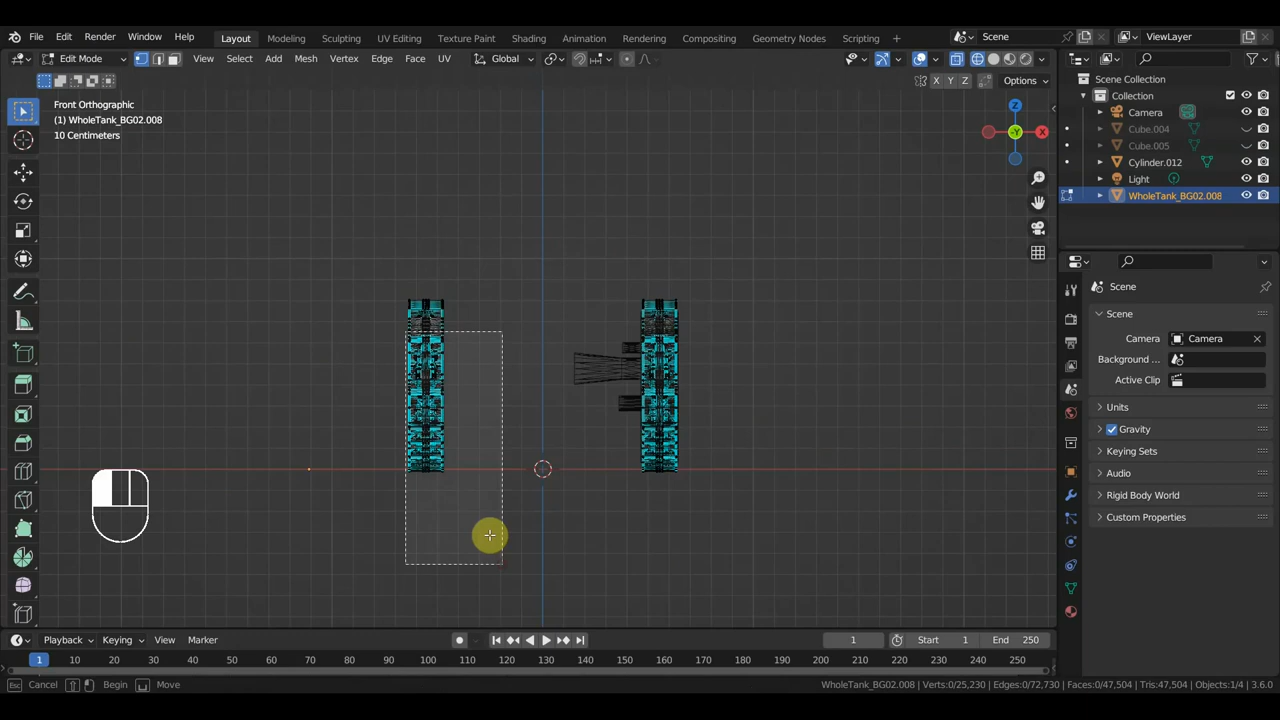 File Edit Render Window Help Layout Modeling Sculpting UV Editing Texture Paint Shading Animation Rendering Compositing Geometry Nodes Scripting + Scene ViewLayer
Edit Mode View Select Add Mesh Vertex Edge Face UV Global
X Y Z Options
Front Orthographic
(1) WholeTank_BG02.008
10 Centimeters
Z
X
-Y
Scene Collection
Collection
Camera
Cube.004
Cube.005
Cylinder.012
Light
WholeTank_BG02.008
Scene
Scene
Camera Camera
Background ...
Active Clip
Units
Gravity
Keying Sets
Audio
Rigid Body World
Custom Properties
Playback Keying View Marker 1 Start 1 End 250
1 10 20 30 40 50 60 70 80 90 100 110 120 130 140 150 160 170 180 190 200 210 220 230 240 250
Esc Cancel Begin Move WholeTank_BG02.008 | Verts:0/25,230 | Edges:0/72,730 | Faces:0/47,504 | Tris:47,504 | Objects:1/4 | 3.6.0